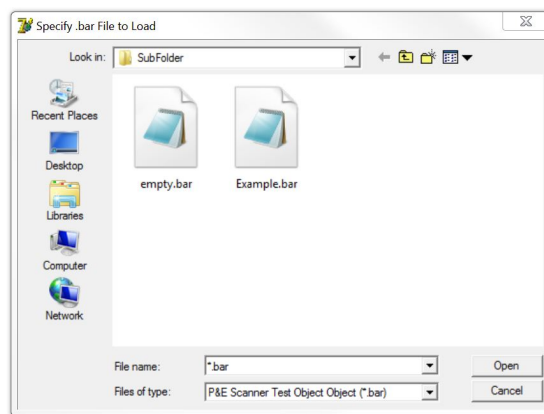 Specify .bar File to Load
Look in: SubFolder
Recent Places
Desktop
Libraries
Computer
Network
empty.bar Example.bar
File name: *.bar Open
Files of type: P&E Scanner Test Object Object (*.bar) Cancel